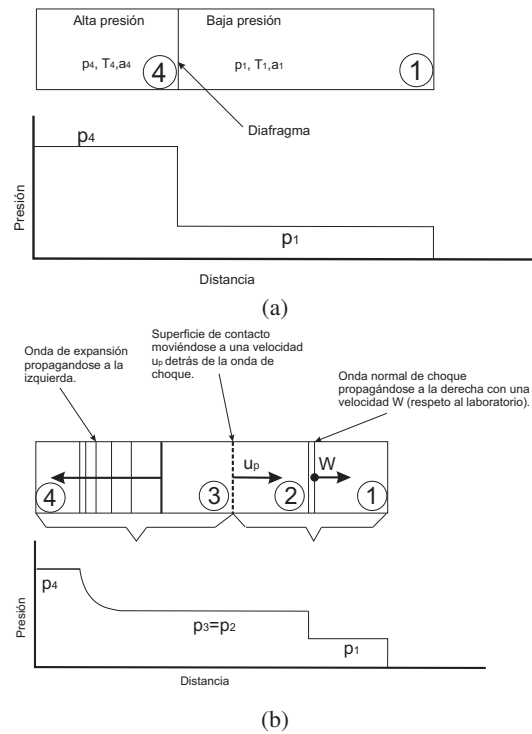 Alta presión
Baja presión
p4, T4,a4
p1, T1,a1
4
1
Diafragma
Presión
p4
p1
Distancia
(a)
Onda de expansión
propagandose a la
izquierda.
Superficie de contacto
moviéndose a una velocidad
up detrás de la onda de
choque.
Onda normal de choque
propagándose a la derecha con una
velocidad W (respeto al laboratorio).
up
W
4
3
2
1
Presión
p4
p3=p2
p1
Distancia
(b)